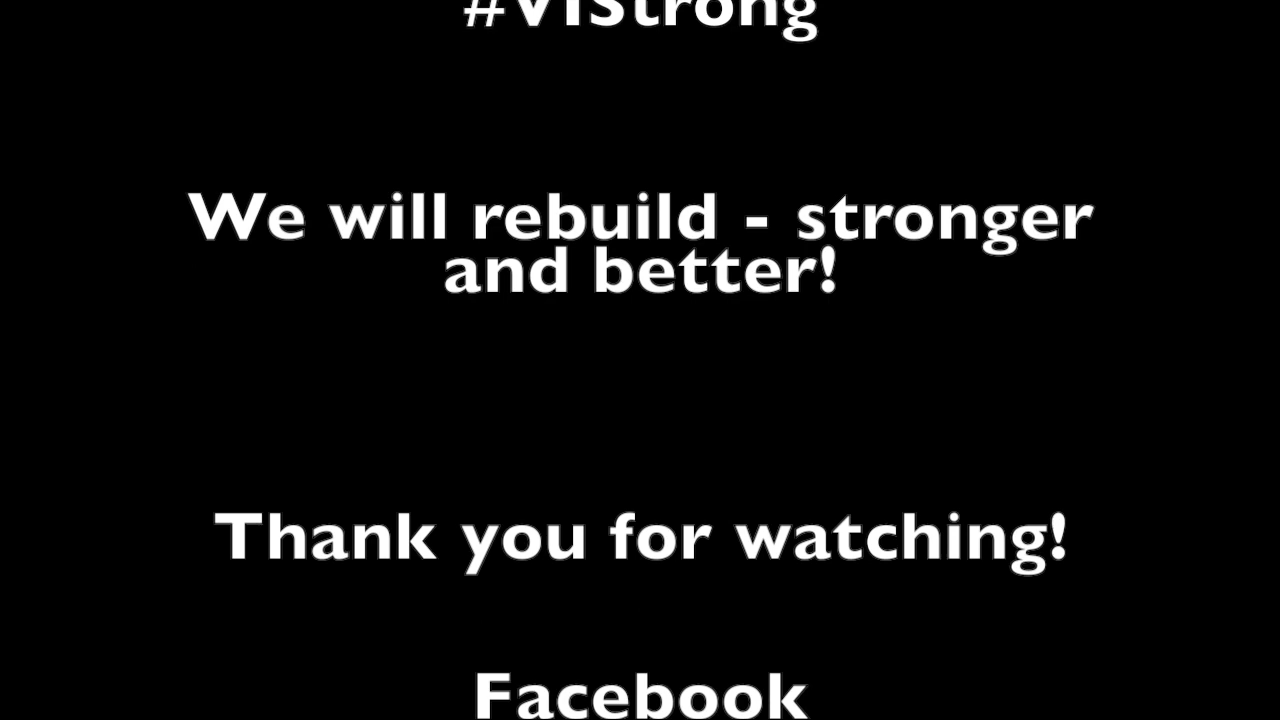 #VIStrong
We will rebuild - stronger
and better!
Thank you for watching!
Facebook